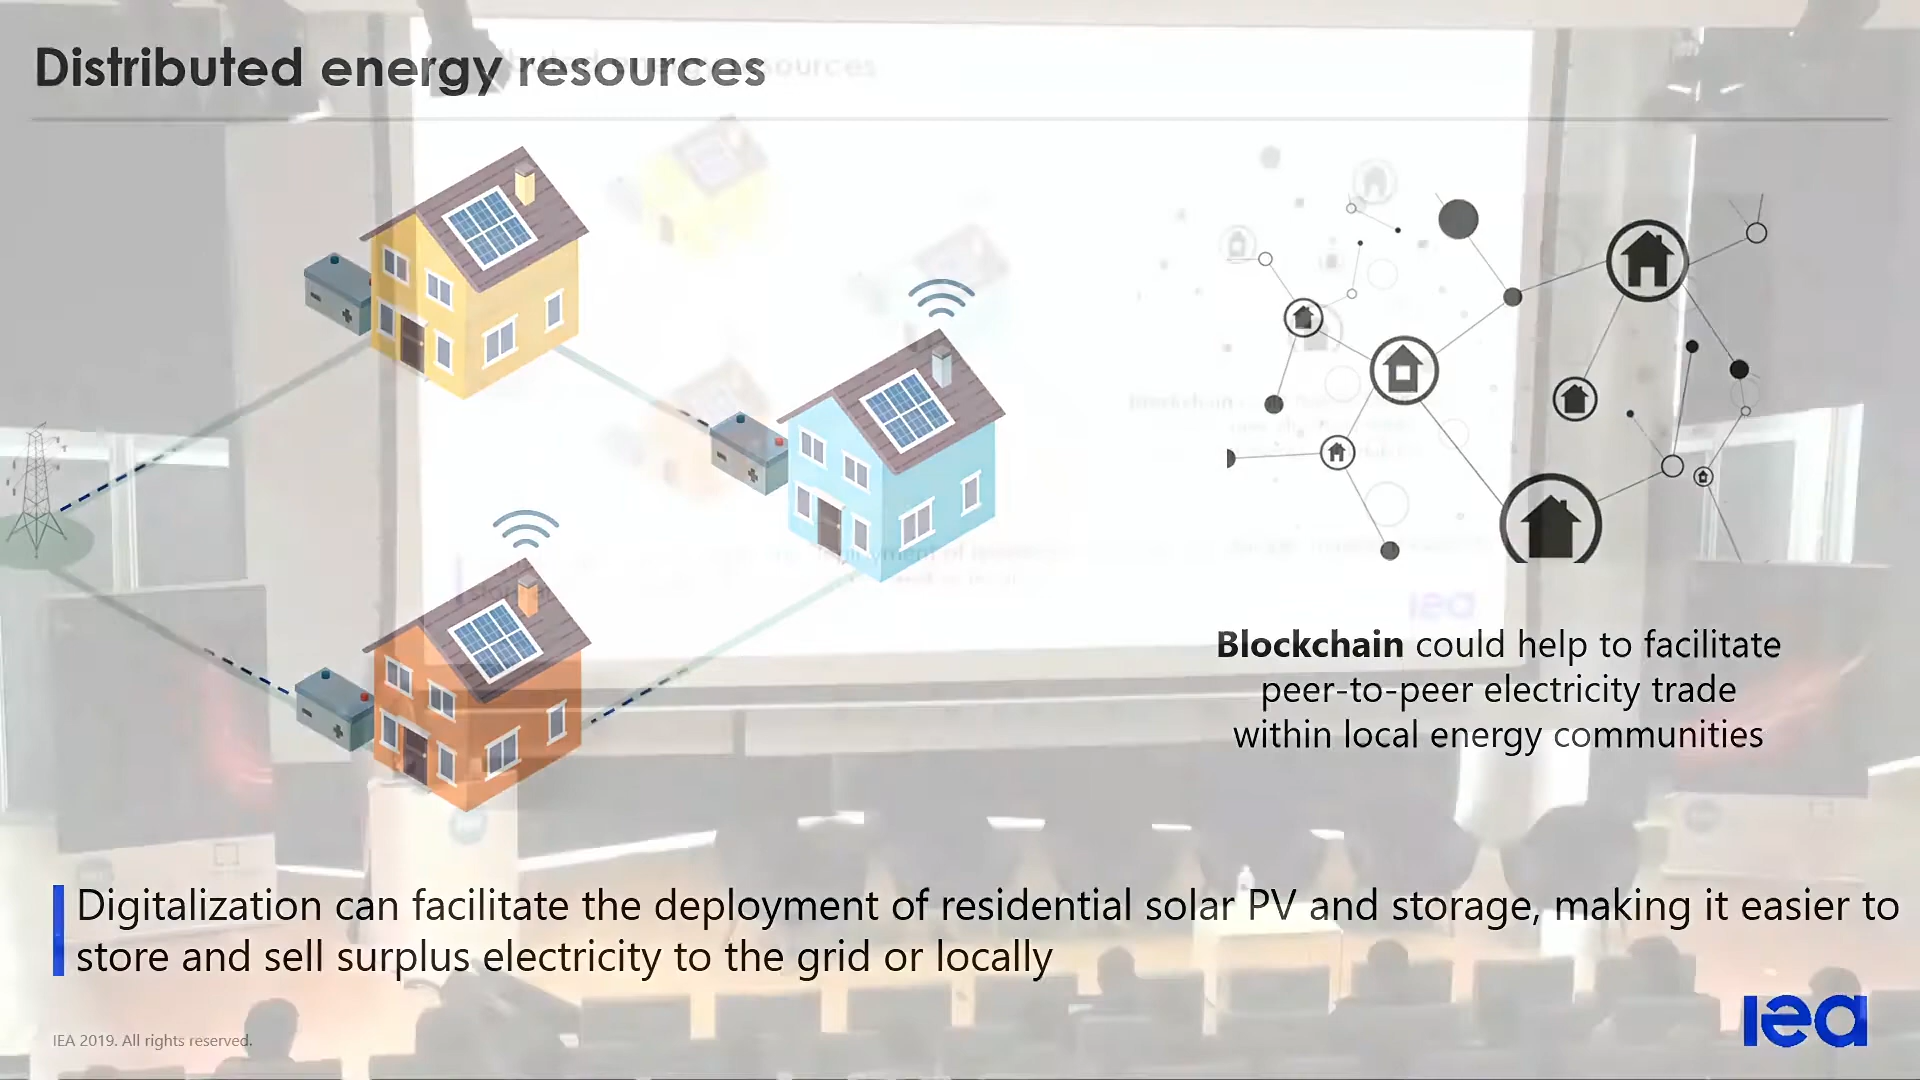 Distributed energy resources
Blockchain could help to facilitate
peer-to-peer electricity trade
within local energy communities
Digitalization can facilitate the deployment of residential solar PV and storage, making it easier to
store and sell surplus electricity to the grid or locally
IEA 2019. All rights reserved.
iea